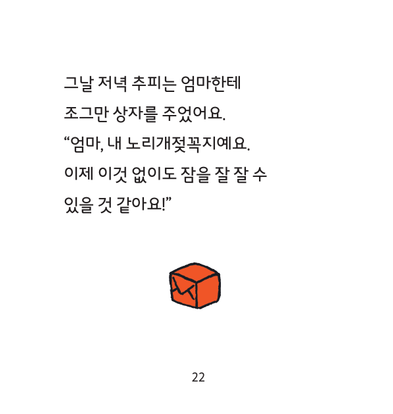 그날 저녁 추피는 엄마한테
조그만 상자를 주었어요.
“엄마, 내 노리개젖꼭지예요.
이제 이것 없이도 잠을 잘 잘 수
있을 것 같아요!”
22